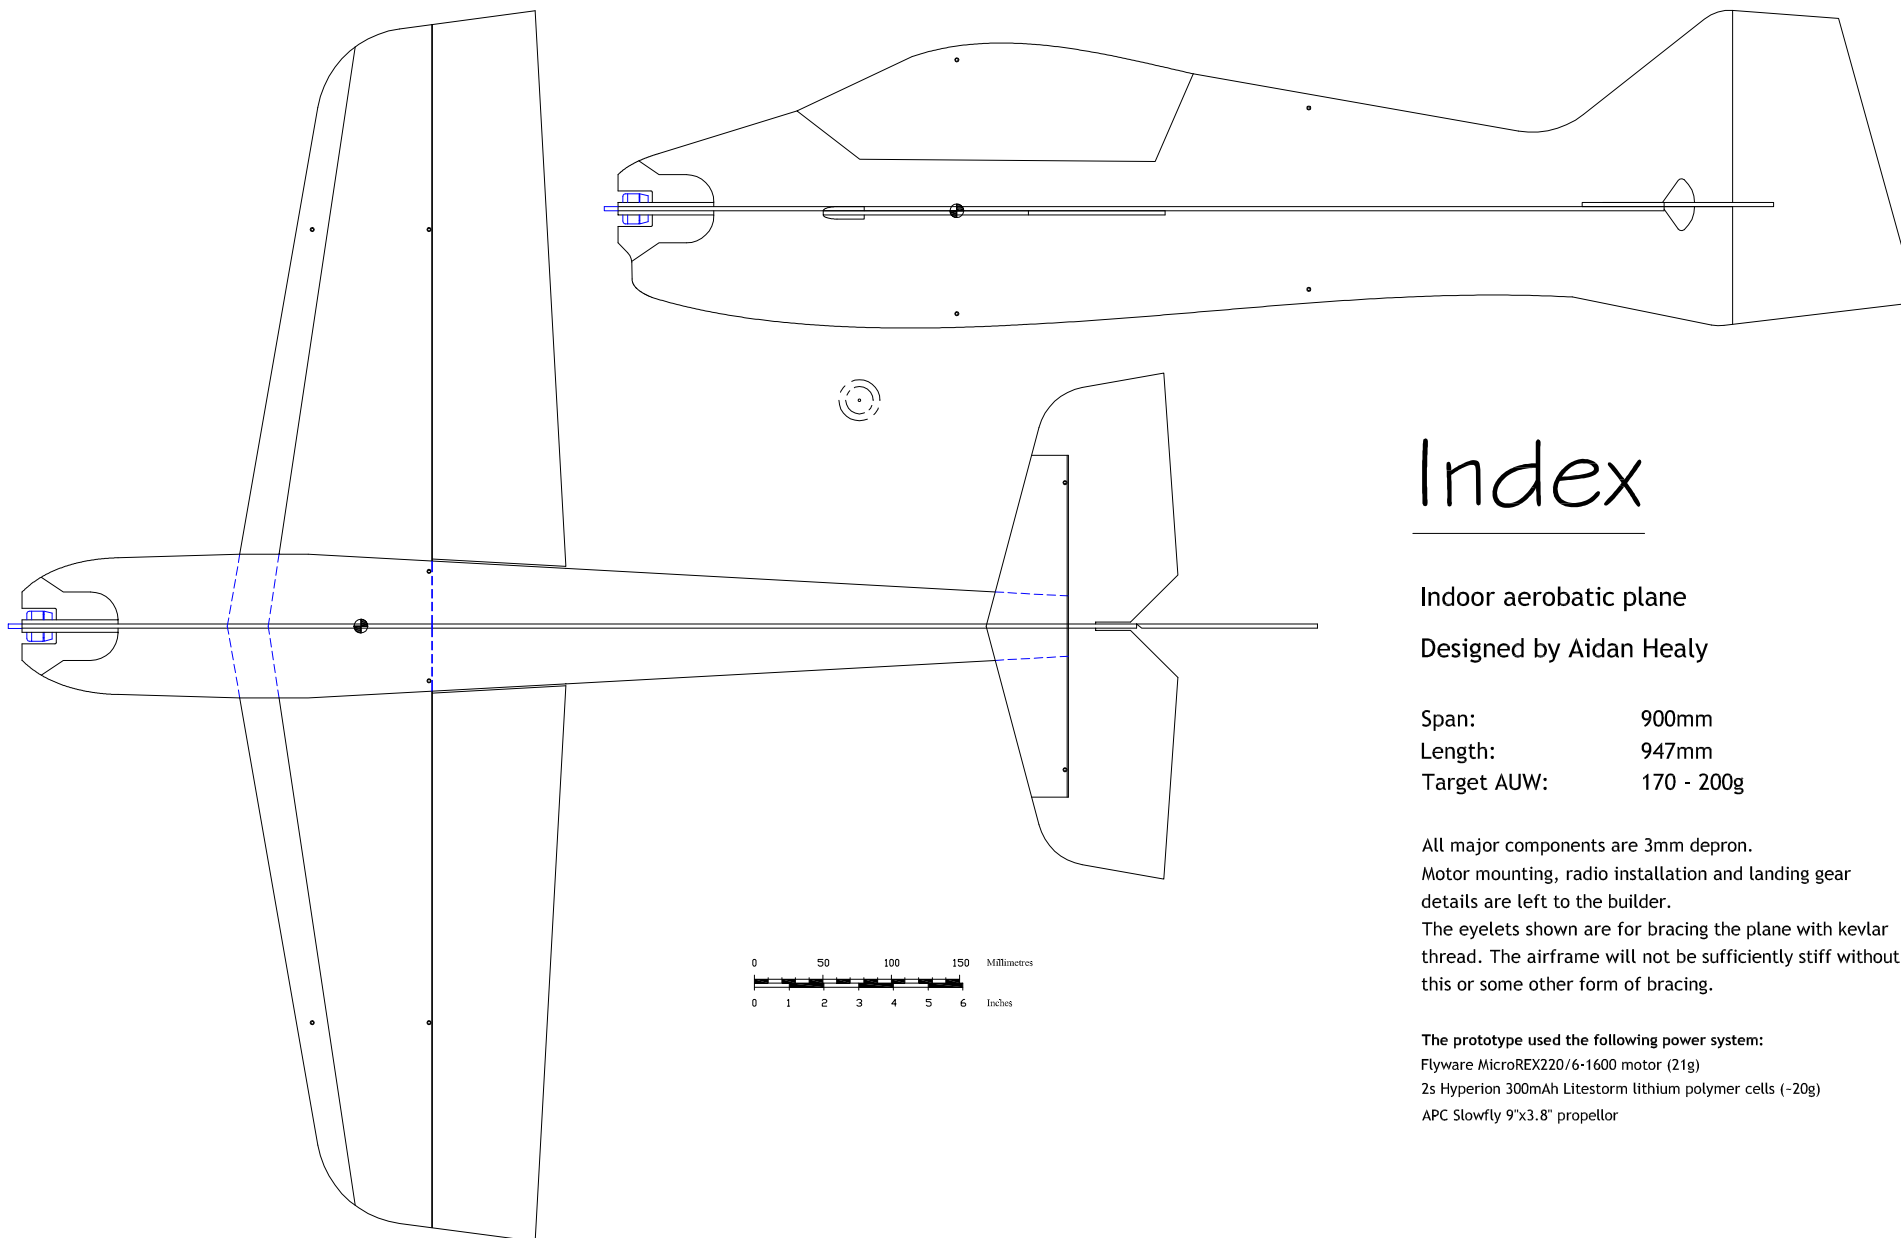 Index
Indoor aerobatic plane
Designed by Aidan Healy
Span: 900mm
Length: 947mm
Target AUW: 170 - 200g
All major components are 3mm depron.
Motor mounting, radio installation and landing gear
details are left to the builder.
The eyelets shown are for bracing the plane with kevlar
thread. The airframe will not be sufficiently stiff without
this or some other form of bracing.
0 50 100 150 Millimetres
0 1 2 3 4 5 6 Inches
The prototype used the following power system:
Flyware MicroREX220/6-1600 motor (21g)
2s Hyperion 300mAh Litestorm lithium polymer cells (~20g)
APC Slowfly 9"x3.8" propellor